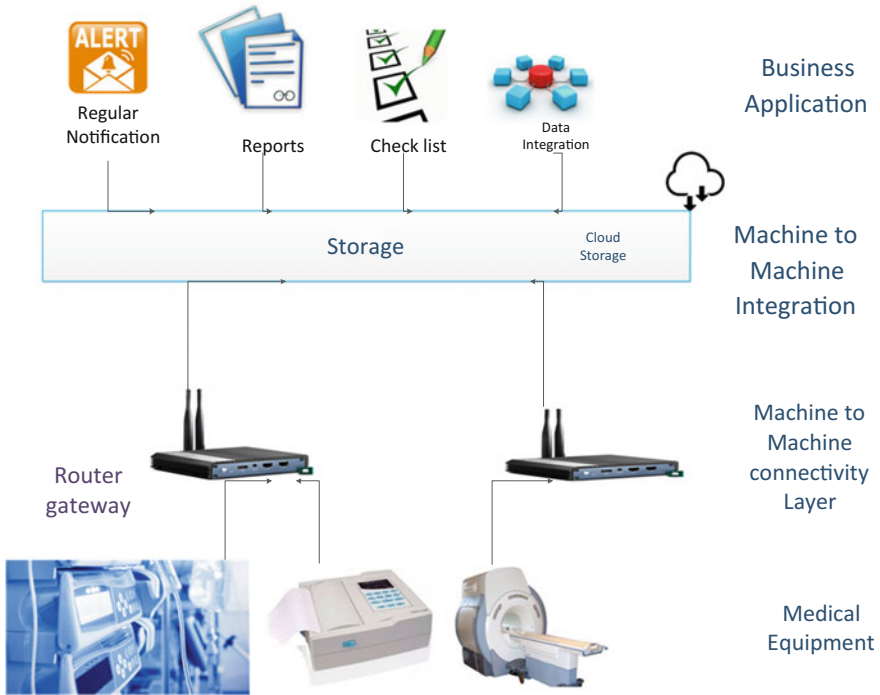 ALERT
Regular
Notification
Reports
Check list
Data
Integration
Business
Application
Storage
Cloud
Storage
Machine to
Machine
Integration
Router
gateway
Machine to
Machine
connectivity
Layer
Medical
Equipment